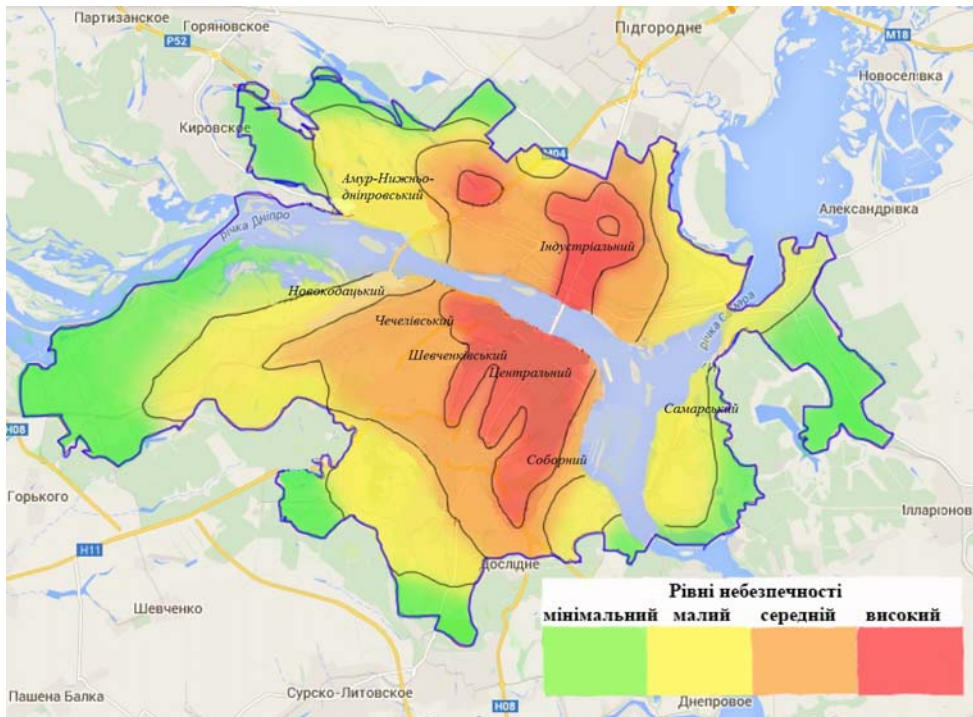 Партизанское
Горяновское
P52
Підгородне
M18
Новоселівка
Кировское
M04
Амур-Нижньо-
дніпровський
Александрівка
річка Дніпро
Індустріальний
Новокодацький
річка Самара
Чечелівський
Шевченківський
Центральний
Самарський
H08
Соборний
Горького
Ілларіонов
H11
Дослідне
Рівні небезпечності
мінімальний малий середній високий
Шевченко
Сурско-Литовское
Пашена Балка
H08
Днепровое